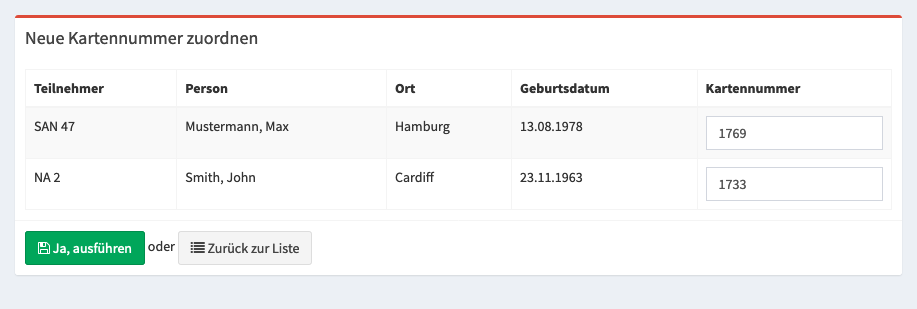 Neue Kartennummer zuordnen
Teilnehmer Person Ort Geburtsdatum Kartennummer
SAN 47 Mustermann, Max Hamburg 13.08.1978 1769
NA 2 Smith, John Cardiff 23.11.1963 1733
Ja, ausführen oder Zurück zur Liste